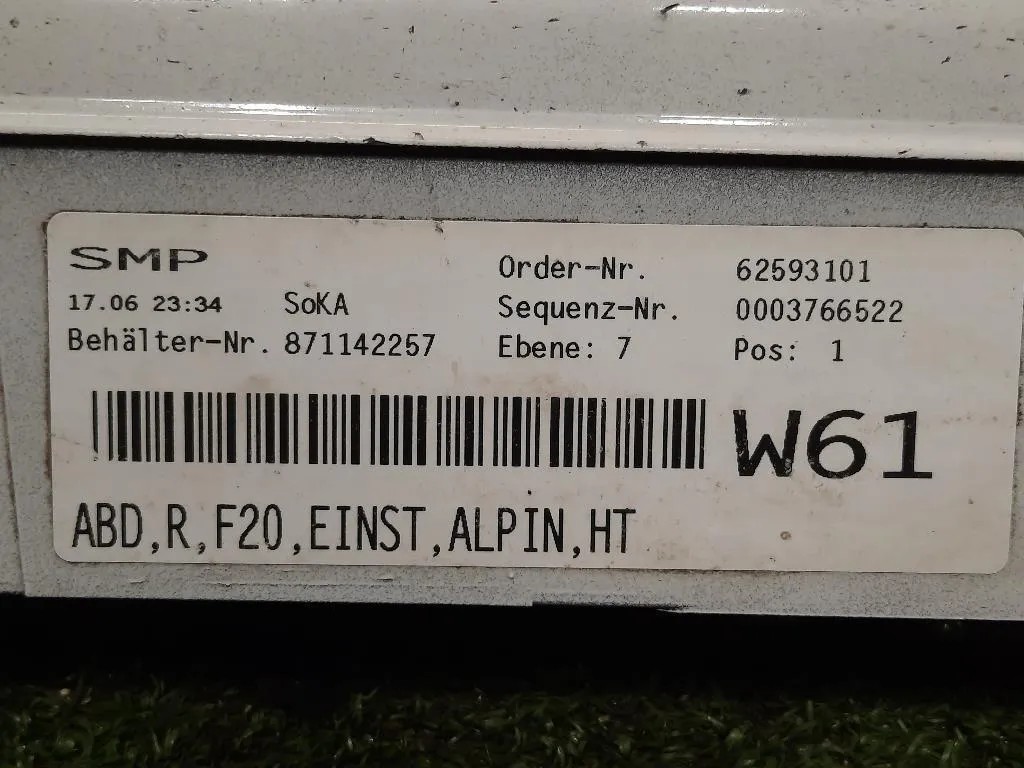 SMP
Order-Nr. 62593101
17.06 23:34 SoKA Sequenz-Nr. 0003766522
Behälter-Nr. 871142257 Ebene: 7 Pos: 1
W61
ABD,R,F20,EINST,ALPIN,HT